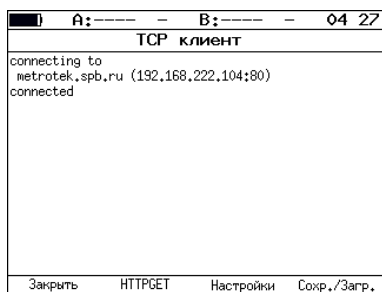 A:---- - B:---- - 04 27
TCP клиент
connecting to
metrotek.spb.ru (192.168.222.104:80)
connected
Закрыть HTTPGET Настройки Сохр./Загр.